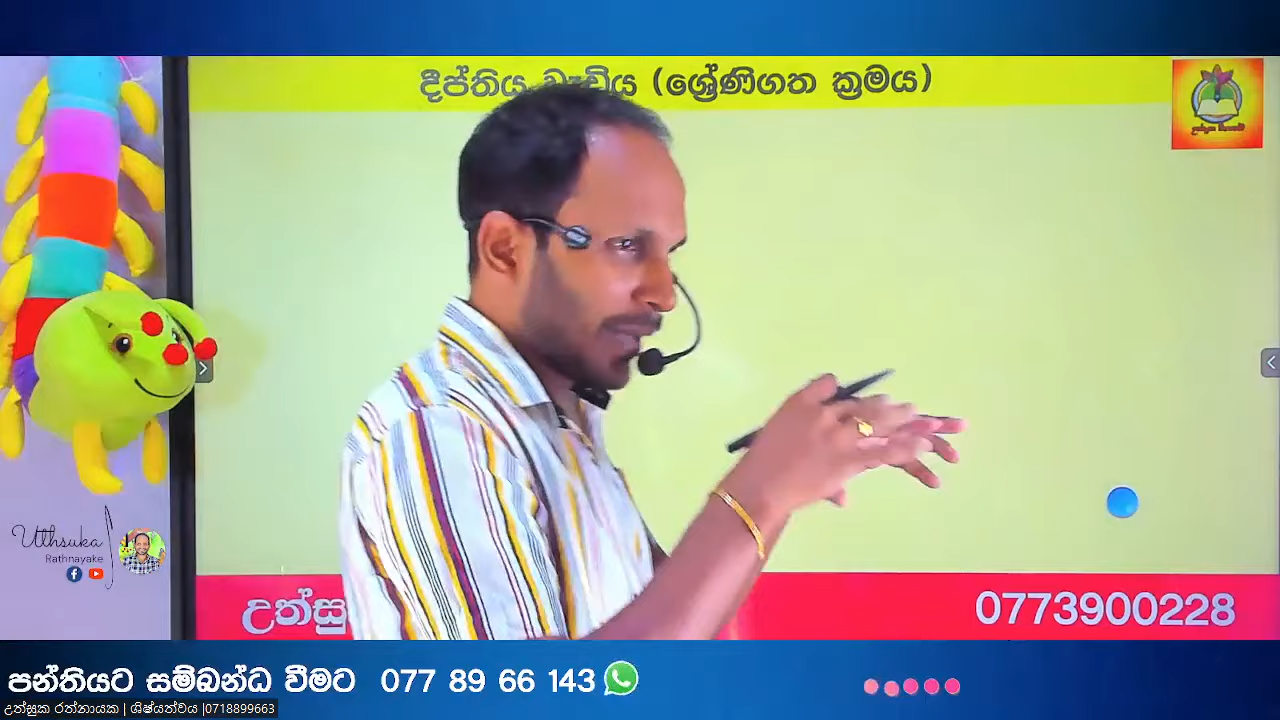 දීප්තිය වැඩිය (ශ්‍රේණිගත ක්‍රමය)
Utthsuka
Rathnayake
උත්සු
0773900228
පන්තියට සම්බන්ධ වීමට 077 89 66 143
උත්සුක රත්නායක | ශිෂ්‍යත්වය |0718899663